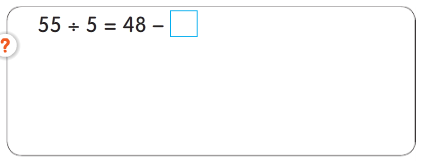 55 ÷ 5 = 48 – □
?